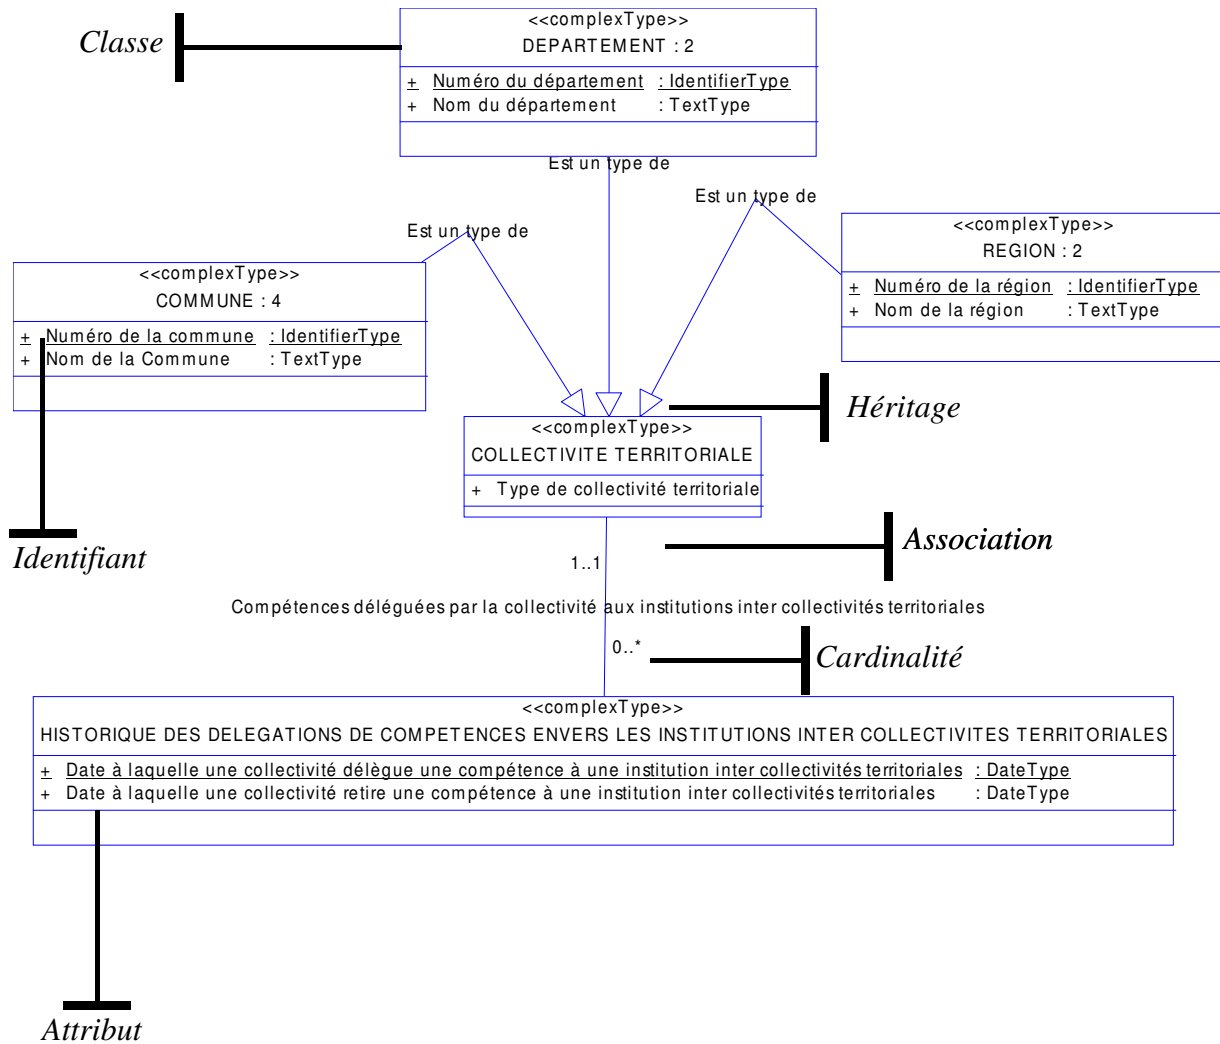 Classe
<<complexType>>
DEPARTEMENT : 2
+ Numéro du département : IdentifierType
+ Nom du département : TextType
Est un type de
Est un type de
Est un type de
<<complexType>>
REGION : 2
+ Numéro de la région : IdentifierType
+ Nom de la région : TextType
<<complexType>>
COMMUNE : 4
+ Numéro de la commune : IdentifierType
+ Nom de la Commune : TextType
Héritage
<<complexType>>
COLLECTIVITE TERRITORIALE
+ Type de collectivité territoriale
Identifiant
Association
1..1
Compétences déléguées par la collectivité aux institutions inter collectivités territoriales
0..*
Cardinalité
<<complexType>>
HISTORIQUE DES DELEGATIONS DE COMPETENCES ENVERS LES INSTITUTIONS INTER COLLECTIVITES TERRITORIALES
+ Date à laquelle une collectivité délègue une compétence à une institution inter collectivités territoriales : DateType
+ Date à laquelle une collectivité retire une compétence à une institution inter collectivités territoriales : DateType
Attribut